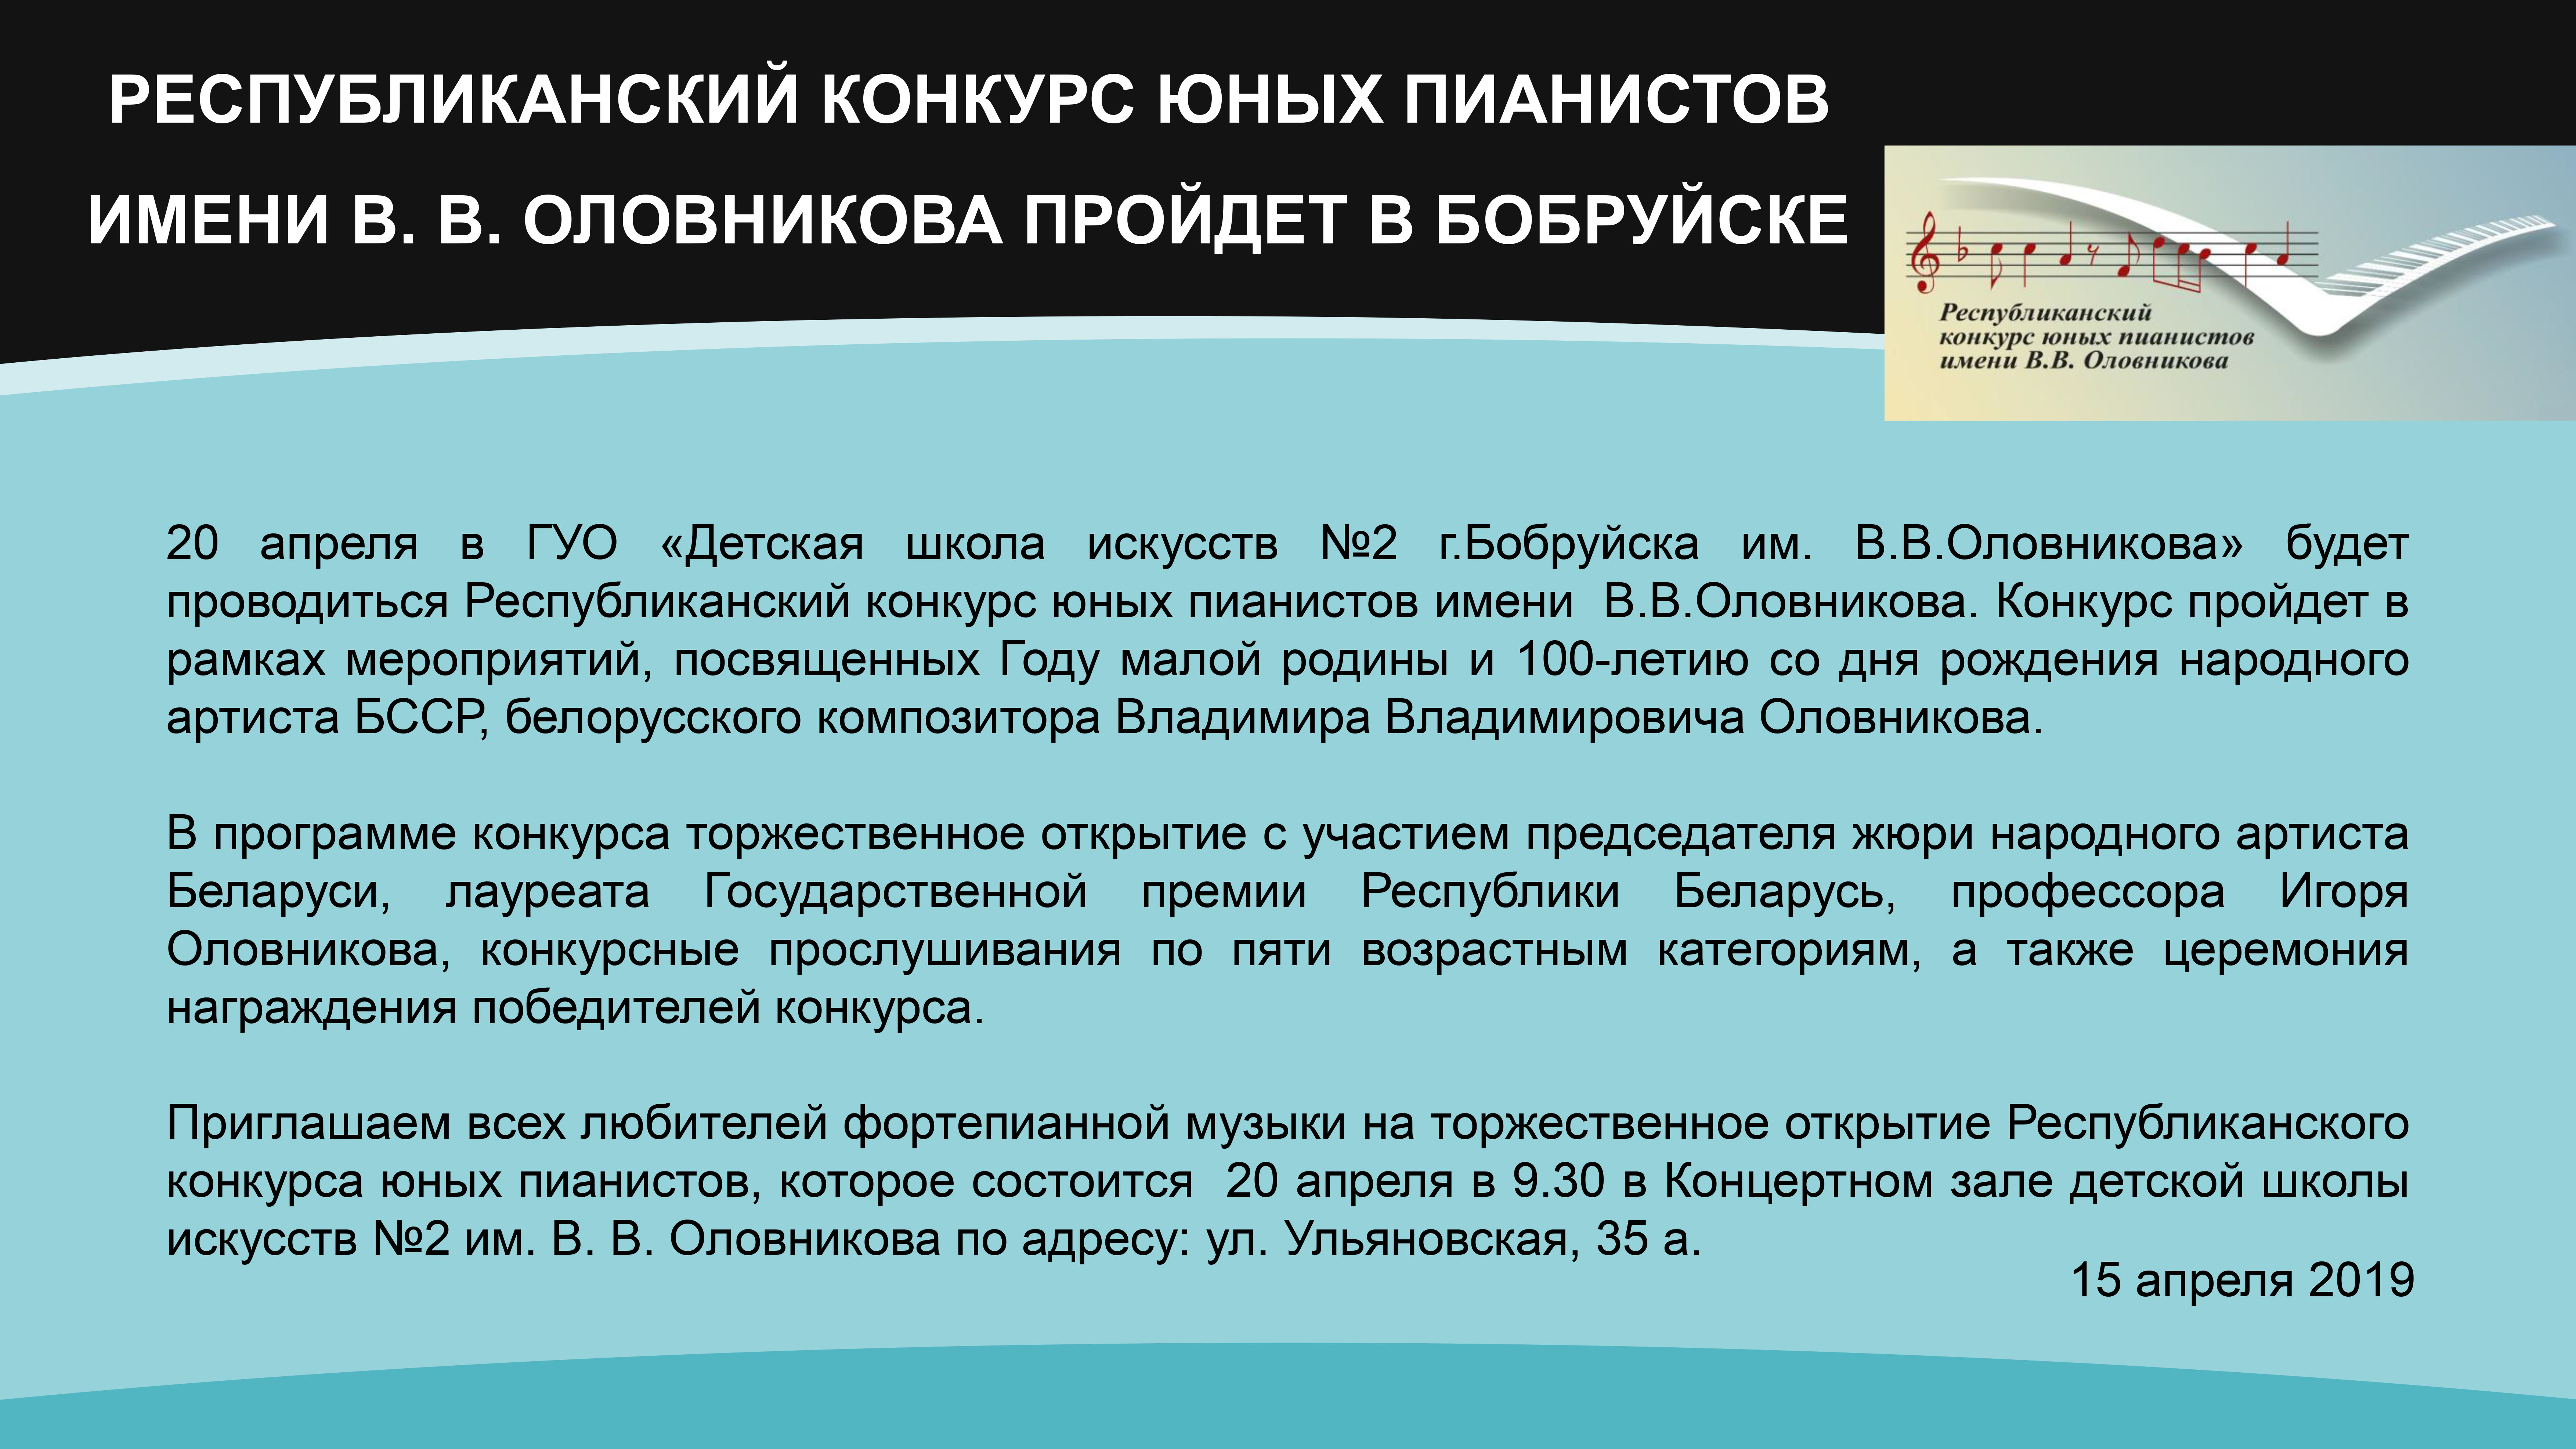 РЕСПУБЛИКАНСКИЙ КОНКУРС ЮНЫХ ПИАНИСТОВ
ИМЕНИ В. В. ОЛОВНИКОВА ПРОЙДЕТ В БОБРУЙСКЕ
Республиканский
конкурс юных пианистов
имени В.В. Оловникова
20 апреля в ГУО «Детская школа искусств №2 г.Бобруйска им. В.В.Оловникова» будет
проводиться Республиканский конкурс юных пианистов имени В.В.Оловникова. Конкурс пройдет в
рамках мероприятий, посвященных Году малой родины и 100-летию со дня рождения народного
артиста БССР, белорусского композитора Владимира Владимировича Оловникова.
В программе конкурса торжественное открытие с участием председателя жюри народного артиста
Беларуси, лауреата Государственной премии Республики Беларусь, профессора Игоря
Оловникова, конкурсные прослушивания по пяти возрастным категориям, а также церемония
награждения победителей конкурса.
Приглашаем всех любителей фортепианной музыки на торжественное открытие Республиканского
конкурса юных пианистов, которое состоится 20 апреля в 9.30 в Концертном зале детской школы
искусств №2 им. В. В. Оловникова по адресу: ул. Ульяновская, 35 а.
15 апреля 2019